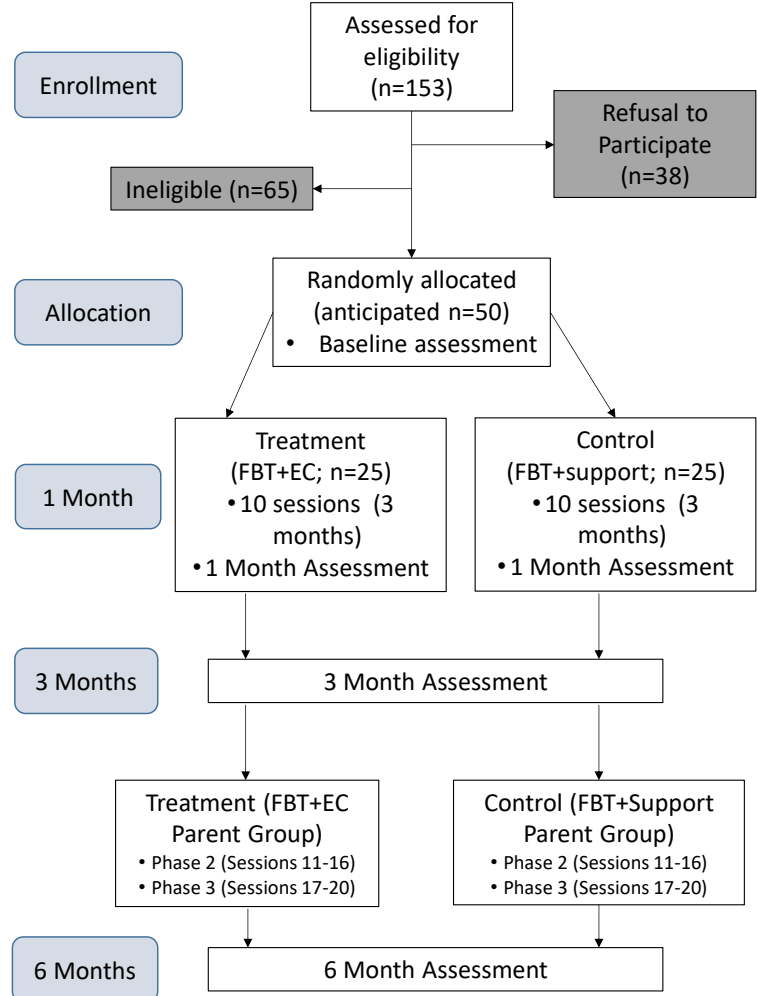 Assessed for
eligibility
(n=153)
Enrollment
Refusal to
Participate
(n=38)
Ineligible (n=65)
Randomly allocated
(anticipated n=50)
• Baseline assessment
Allocation
Treatment
(FBT+EC; n=25)
•10 sessions (3
months)
•1 Month Assessment
Control
(FBT+support; n=25)
•10 sessions (3
months)
•1 Month Assessment
1 Month
3 Months
3 Month Assessment
Treatment (FBT+EC
Parent Group)
• Phase 2 (Sessions 11-16)
• Phase 3 (Sessions 17-20)
Control (FBT+Support
Parent Group)
• Phase 2 (Sessions 11-16)
• Phase 3 (Sessions 17-20)
6 Months
6 Month Assessment